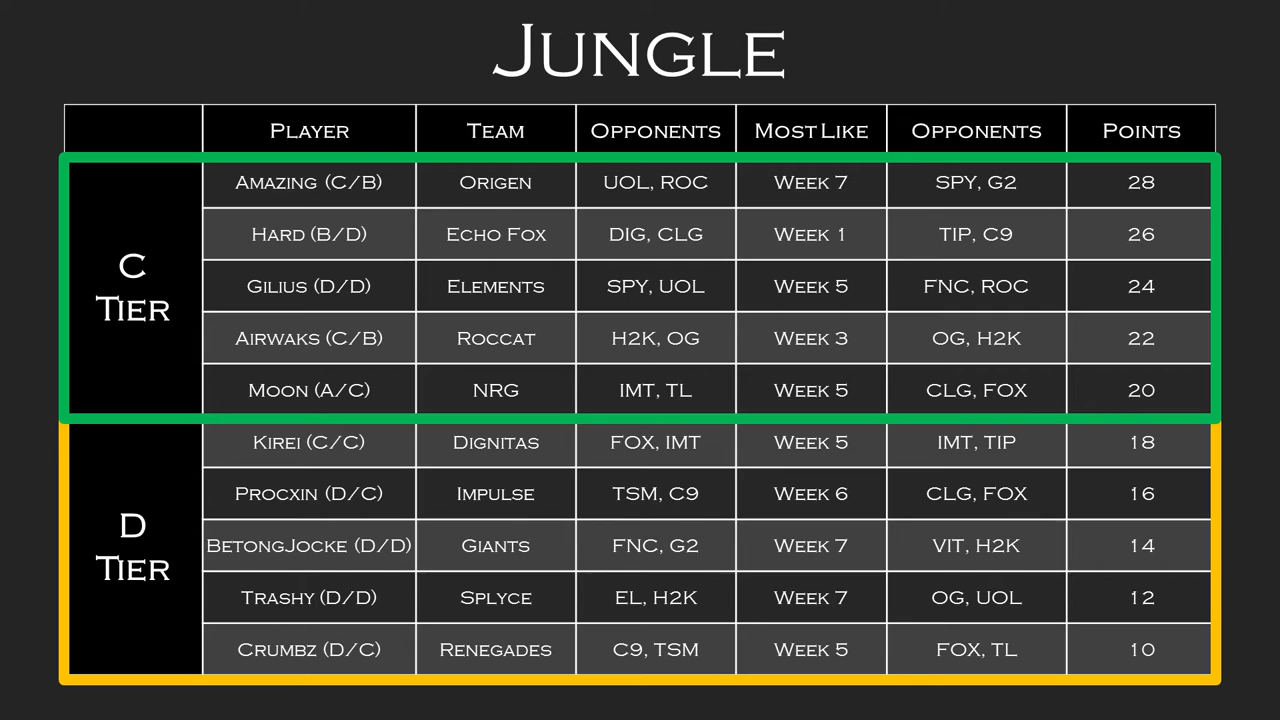 Jungle
Player Team Opponents Most Like Opponents Points
C Tier
Amazing (C/B) Origen UOL, ROC Week 7 SPY, G2 28
Hard (B/D) Echo Fox DIG, CLG Week 1 TIP, C9 26
Gilius (D/D) Elements SPY, UOL Week 5 FNC, ROC 24
Airwaks (C/B) Roccat H2K, OG Week 3 OG, H2K 22
Moon (A/C) NRG IMT, TL Week 5 CLG, FOX 20
D Tier
Kirei (C/C) Dignitas FOX, IMT Week 5 IMT, TIP 18
Procxin (D/C) Impulse TSM, C9 Week 6 CLG, FOX 16
BetongJocke (D/D) Giants FNC, G2 Week 7 VIT, H2K 14
Trashy (D/D) Splyce EL, H2K Week 7 OG, UOL 12
Crumbz (D/C) Renegades C9, TSM Week 5 FOX, TL 10